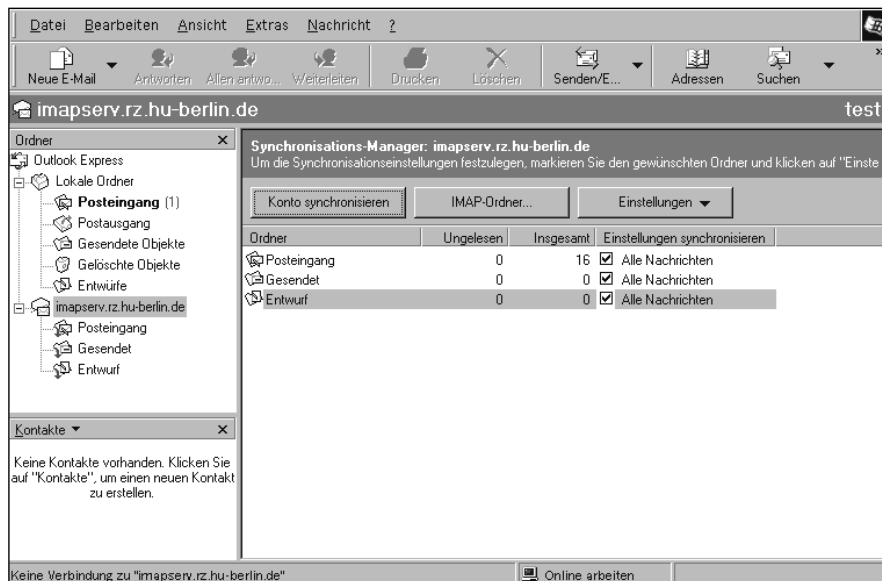 Datei Bearbeiten Ansicht Extras Nachricht ?
Neue E-Mail Antworten Allen antwo... Weiterleiten Drucken Löschen Senden/E... Adressen Suchen »
imapserv.rz.hu-berlin.de test
Ordner
Outlook Express
Lokale Ordner
Posteingang (1)
Postausgang
Gesendete Objekte
Gelöschte Objekte
Entwürfe
imapserv.rz.hu-berlin.de
Posteingang
Gesendet
Entwurf
Kontakte
Keine Kontakte vorhanden. Klicken Sie
auf "Kontakte", um einen neuen Kontakt
zu erstellen.
Synchronisations-Manager: imapserv.rz.hu-berlin.de
Um die Synchronisationseinstellungen festzulegen, markieren Sie den gewünschten Ordner und klicken auf "Einste
Konto synchronisieren IMAP-Ordner... Einstellungen
Ordner Ungelesen Insgesamt Einstellungen synchronisieren
Posteingang 0 16 Alle Nachrichten
Gesendet 0 0 Alle Nachrichten
Entwurf 0 0 Alle Nachrichten
Keine Verbindung zu "imapserv.rz.hu-berlin.de" Online arbeiten